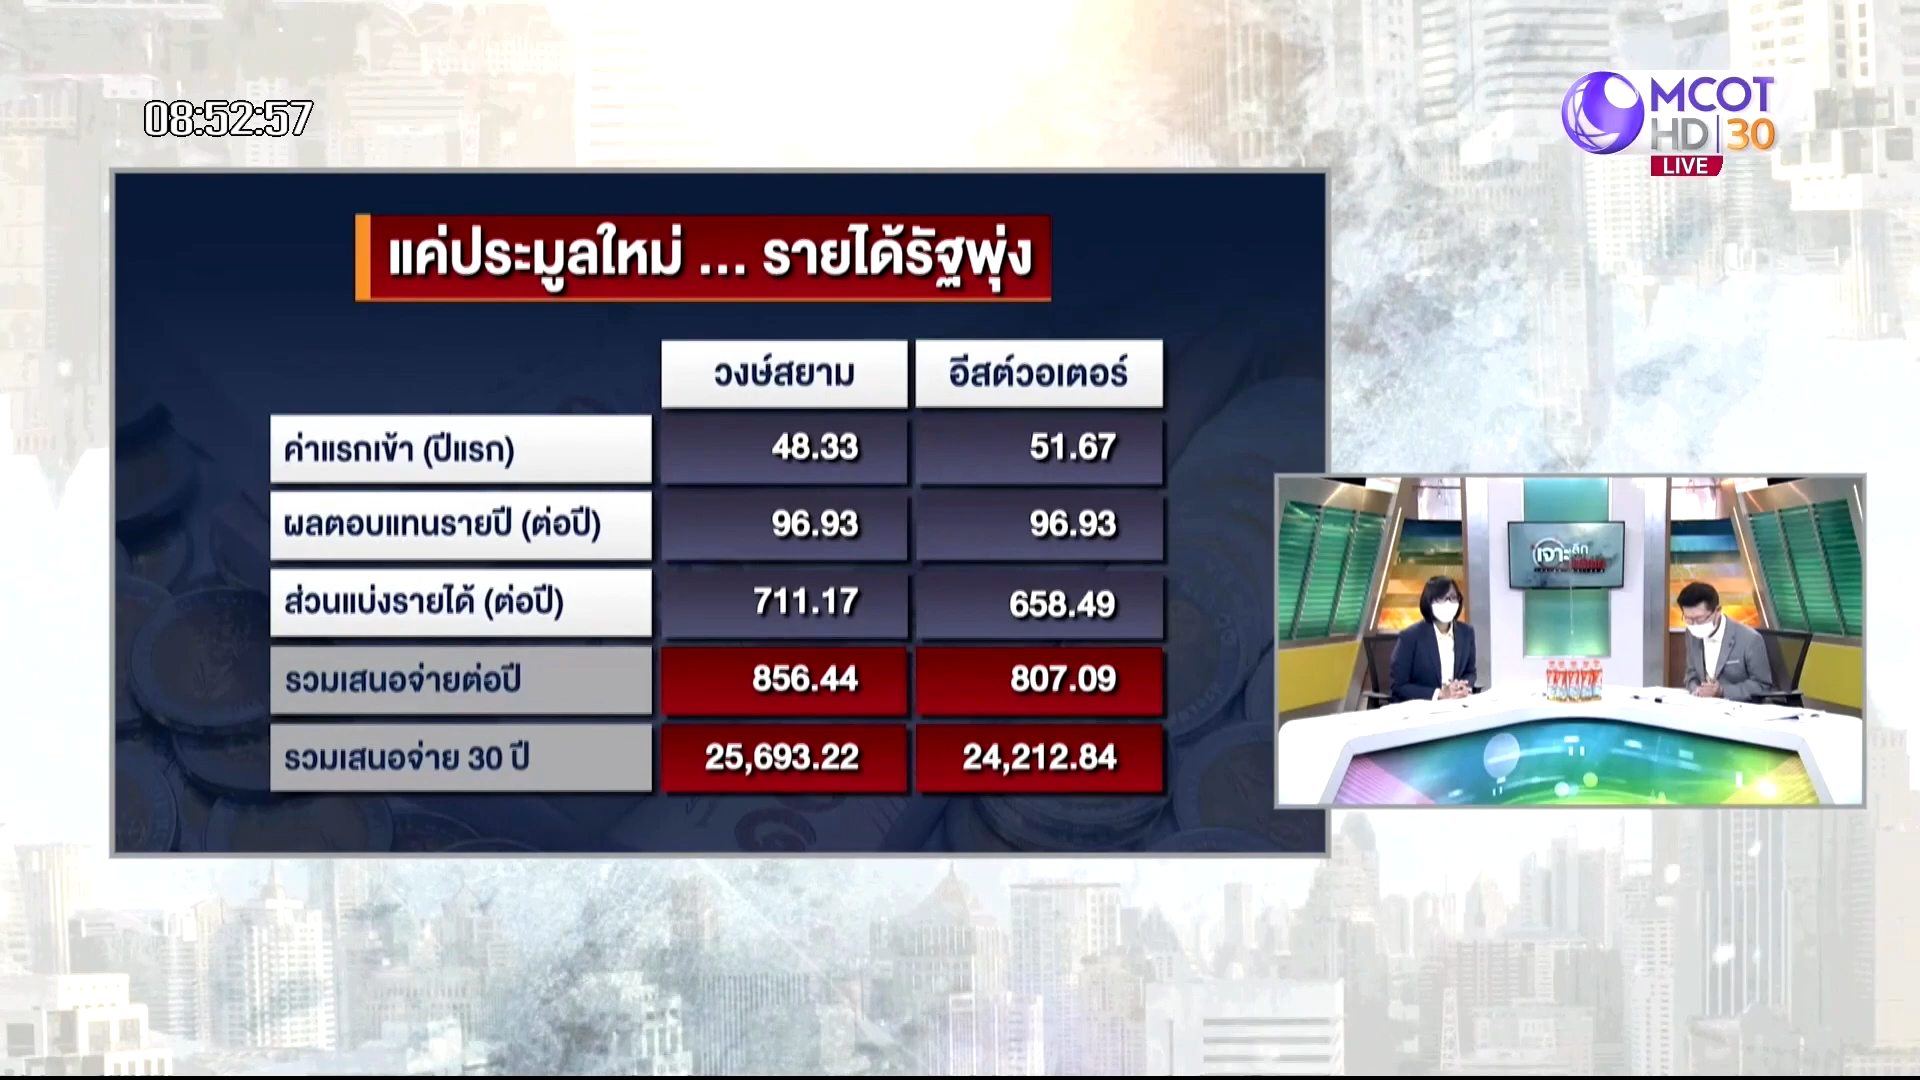 08:52:57
MCOT
HD 30
LIVE
แค่ประมูลใหม่ ... รายได้รัฐพุ่ง
วงษ์สยาม อีสต์วอเตอร์
ค่าแรกเข้า (ปีแรก) 48.33 51.67
ผลตอบแทนรายปี (ต่อปี) 96.93 96.93
ส่วนแบ่งรายได้ (ต่อปี) 711.17 658.49
รวมเสนอจ่ายต่อปี 856.44 807.09
รวมเสนอจ่าย 30 ปี 25,693.22 24,212.84
เจาะลึก